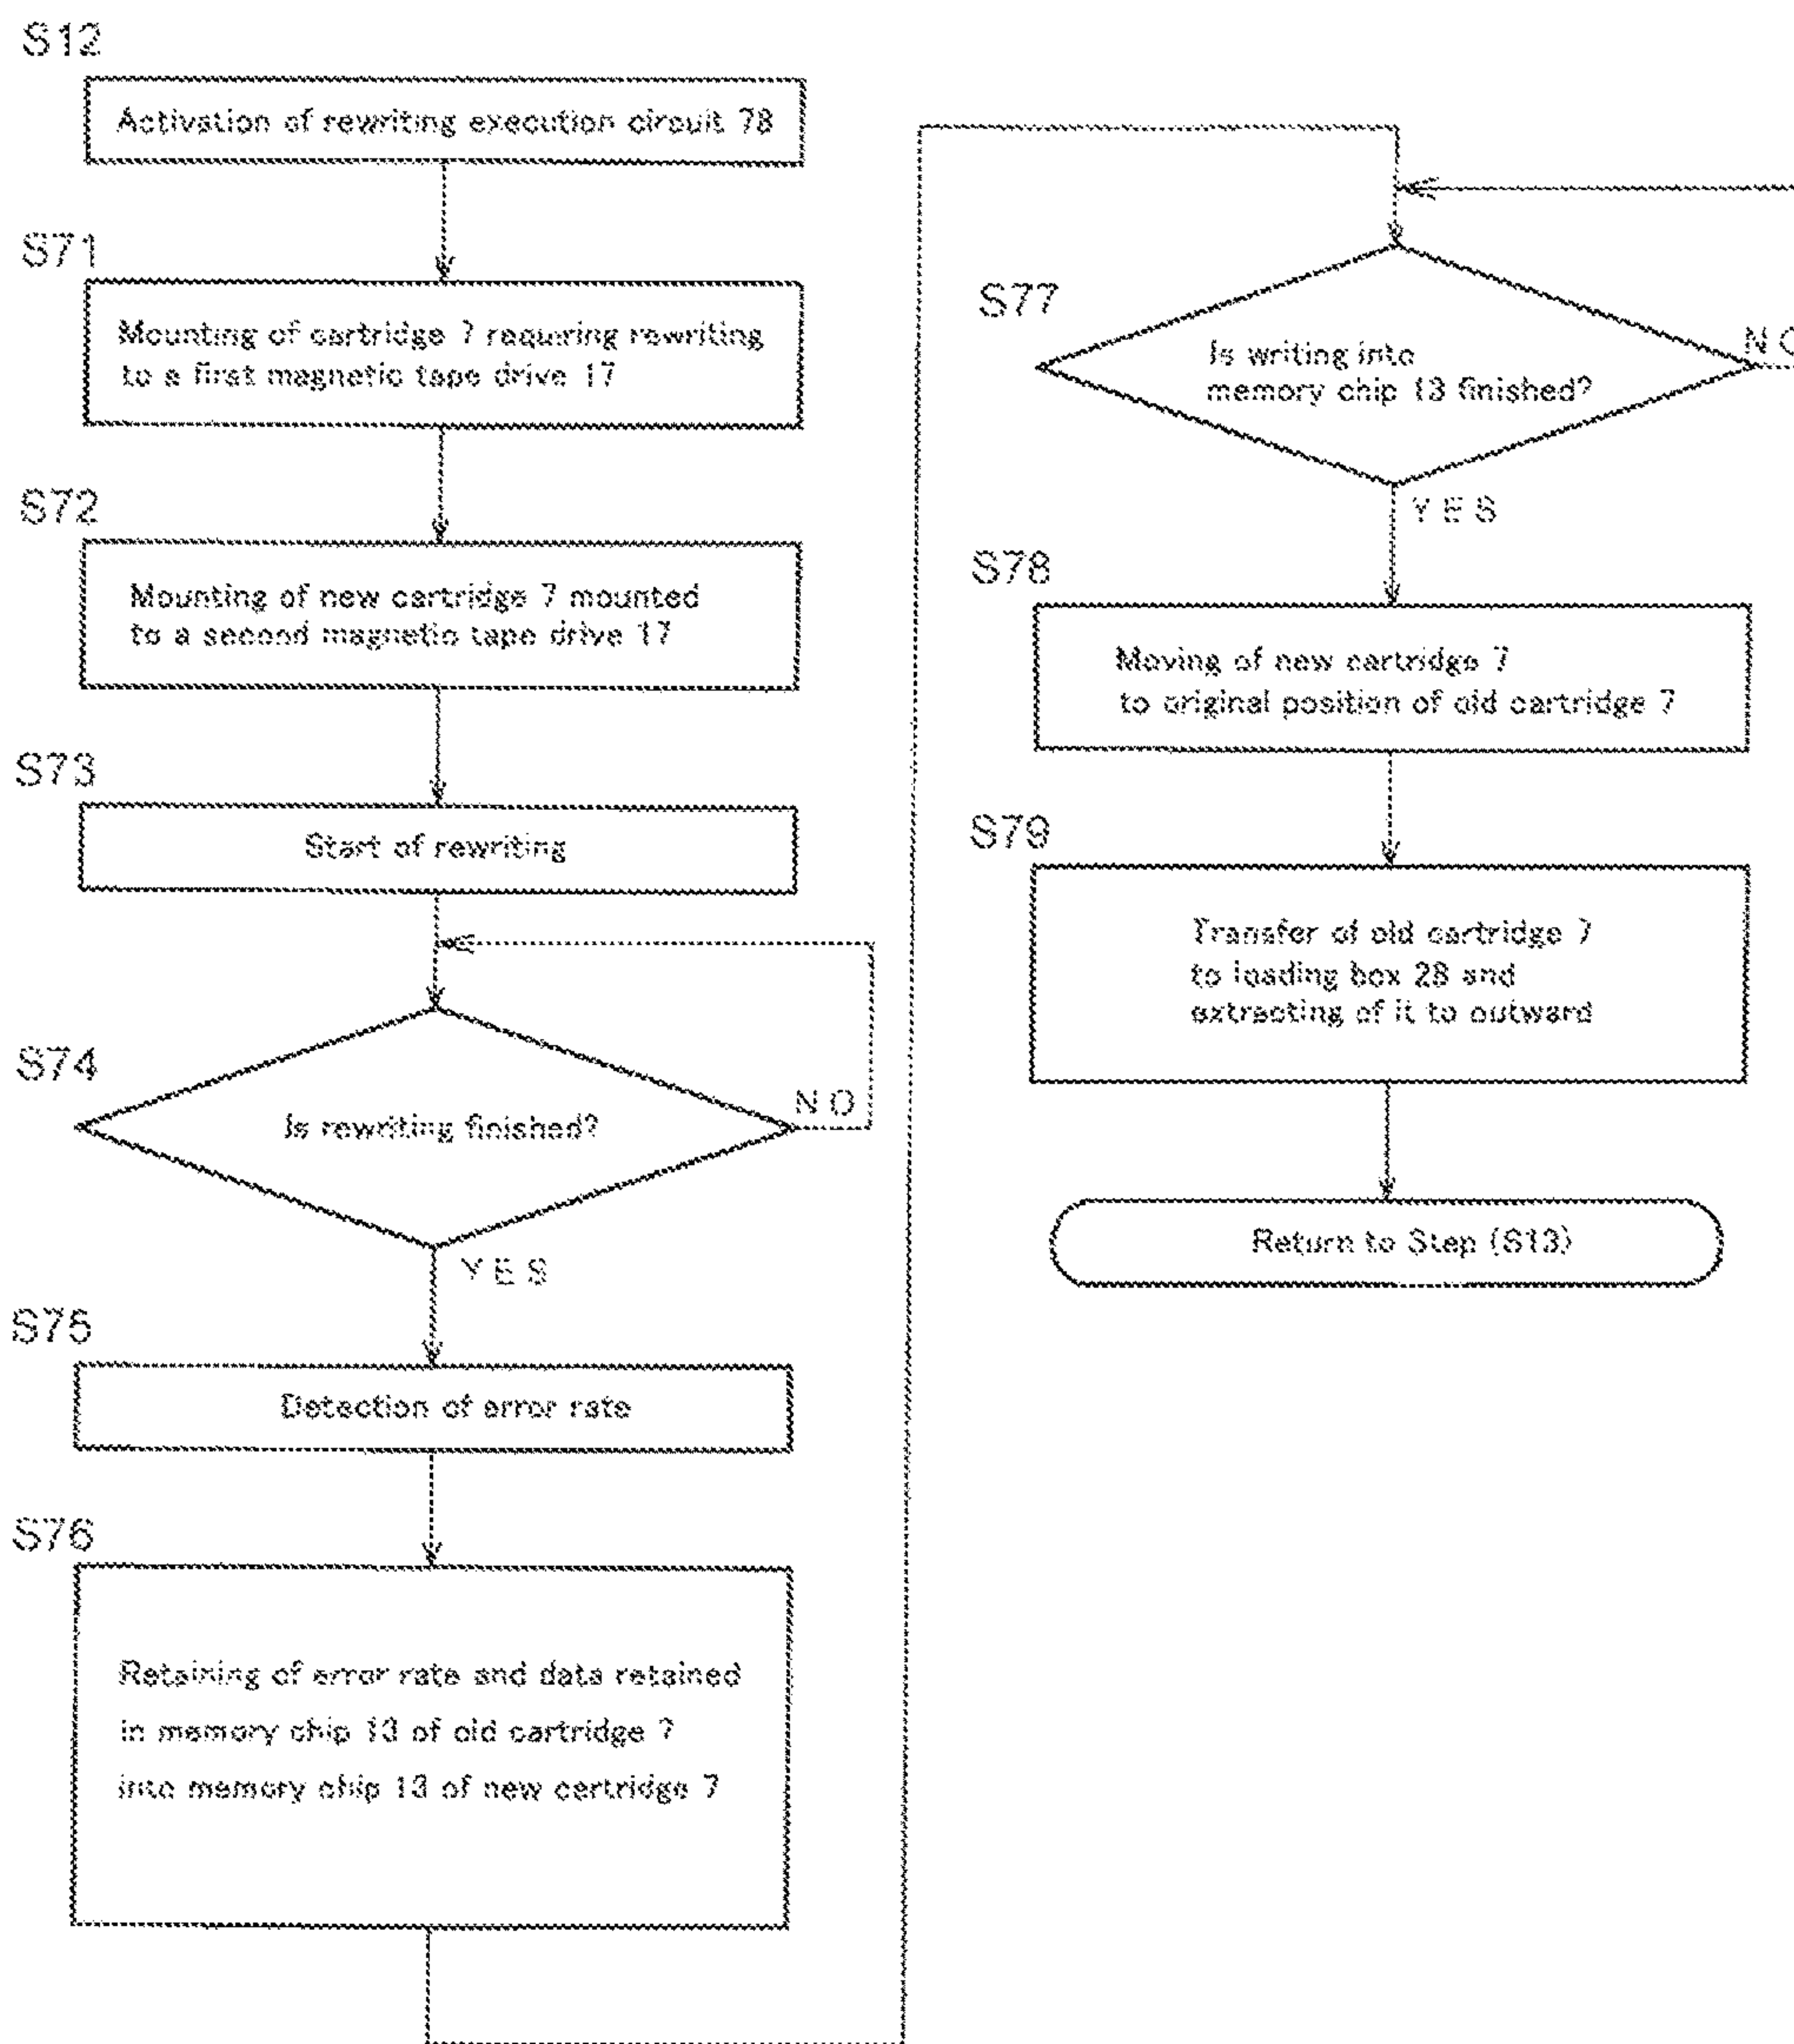 S12
Activation of rewriting execution circuit 78
S71
Mounting of cartridge 7 requiring rewriting
to a first magnetic tape drive 17
S72
Mounting of new cartridge 7 mounted
to a second magnetic tape drive 17
S73
Start of rewriting
S74
Is rewriting finished?
NO
YES
S75
Detection of error rate
S76
Retaining of error rate and data retained
in memory chip 13 of old cartridge 7
into memory chip 13 of new certridge 7
S77
Is writing into
memory chip 13 finished?
NO
YES
S78
Moving of new cartridge 7
to original position of old cartridge 7
S79
Transfer of old cartridge 7
to loading box 28 and
extracting of it to outward
Return to Step (S13)